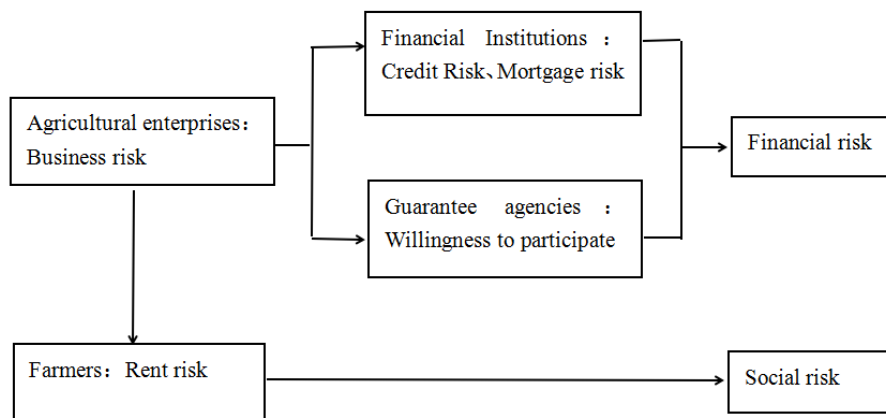 Financial Institutions ：
Credit Risk、Mortgage risk
Agricultural enterprises：
Business risk
Financial risk
Guarantee agencies ：
Willingness to participate
Farmers：Rent risk
Social risk